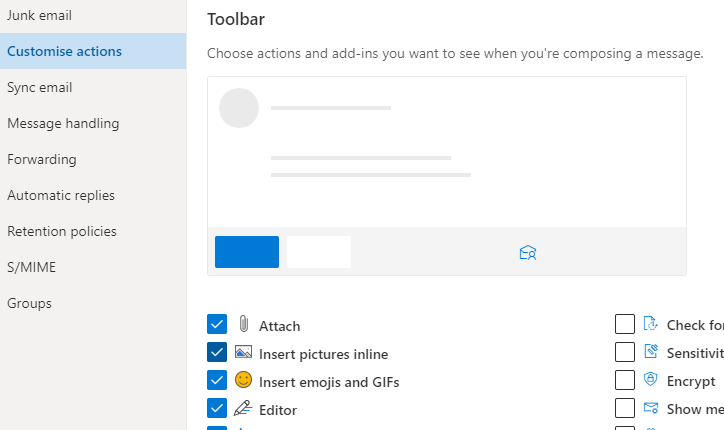 Junk email
Customise actions
Sync email
Message handling
Forwarding
Automatic replies
Retention policies
S/MIME
Groups
Toolbar
Choose actions and add-ins you want to see when you're composing a message.
Attach
Insert pictures inline
Insert emojis and GIFs
Editor
Check for
Sensitivit
Encrypt
Show me